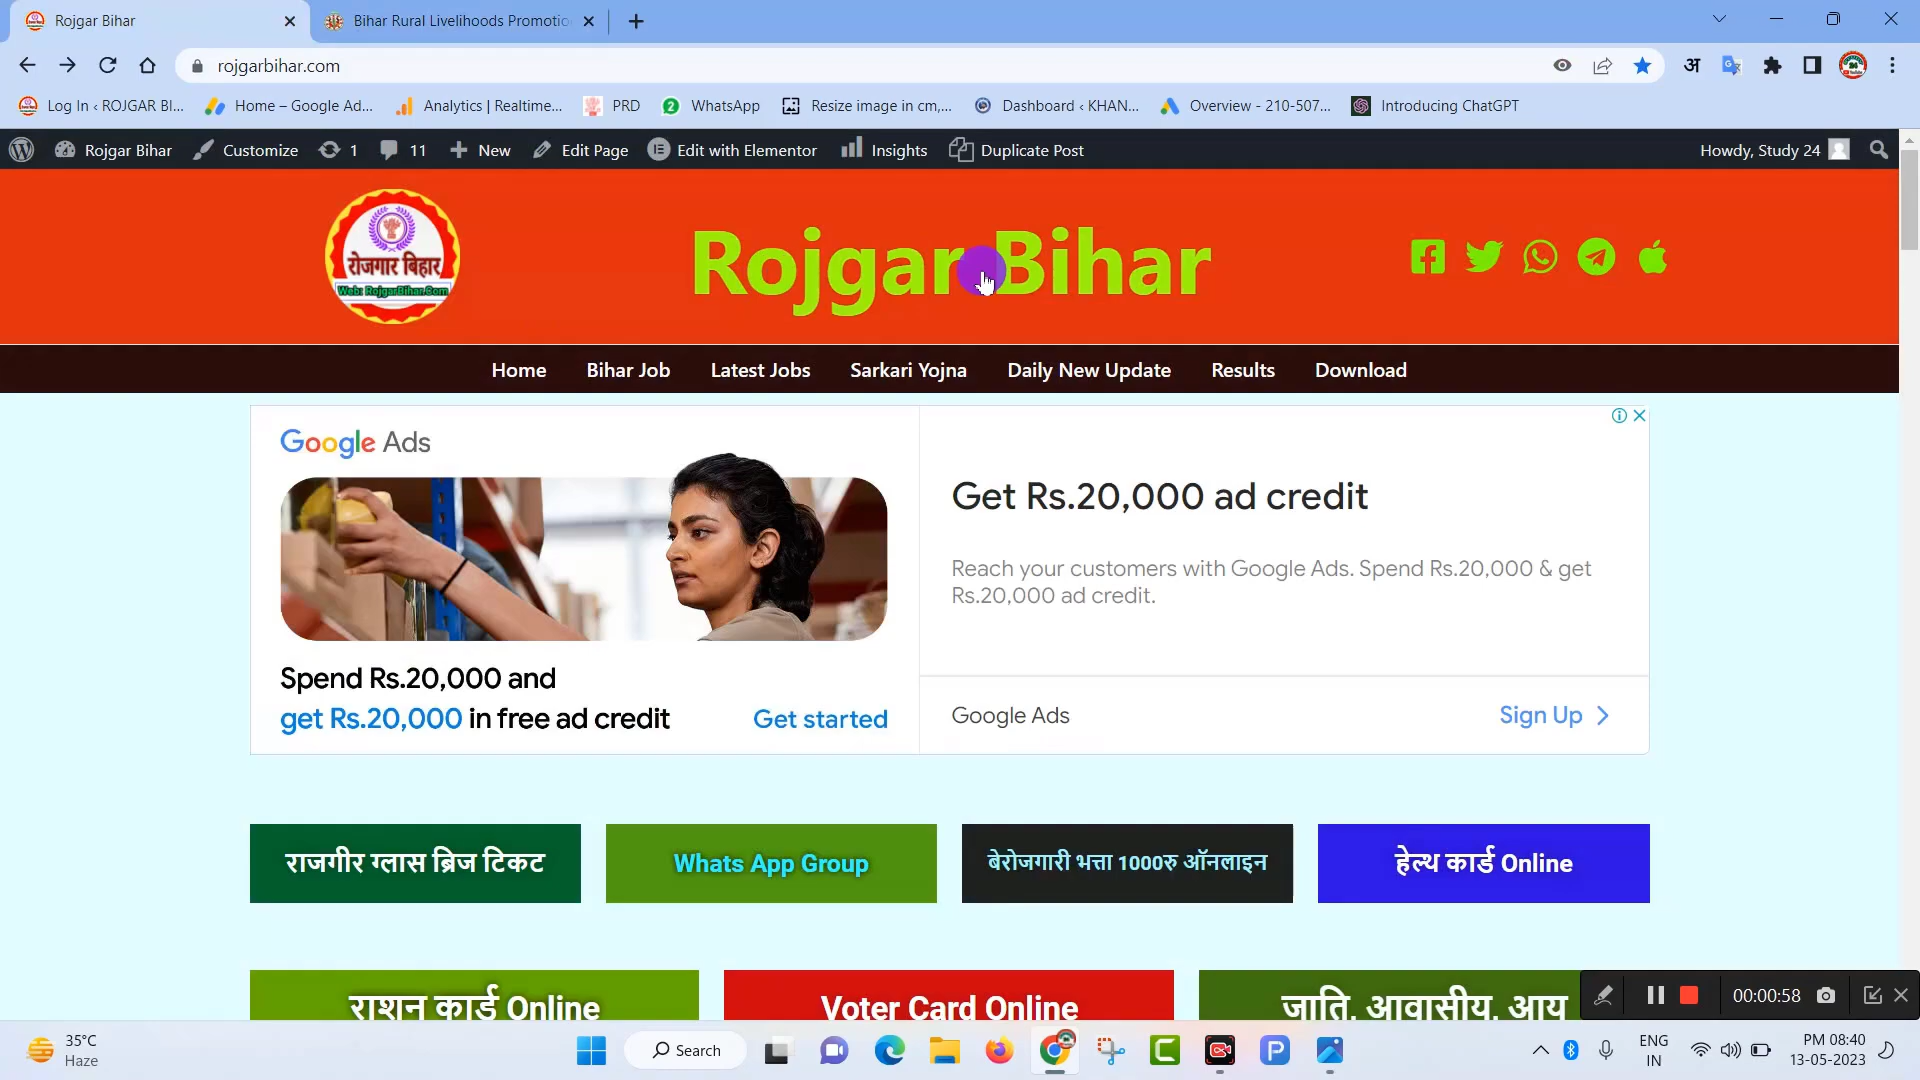 Rojgar Bihar
Bihar Rural Livelihoods Promotio
rojgarbihar.com
अ
Log In ‹ ROJGAR BI...
Home – Google Ad...
Analytics | Realtime...
PRD
2
WhatsApp
Resize image in cm,...
Dashboard ‹ KHAN...
Overview - 210-507...
Introducing ChatGPT
Rojgar Bihar
Customize
1
11
New
Edit Page
Edit with Elementor
Insights
Duplicate Post
Howdy, Study 24
रोजगार बिहार
Web: RojgarBihar.Com
Rojgar Bihar
Home
Bihar Job
Latest Jobs
Sarkari Yojna
Daily New Update
Results
Download
Google Ads
Spend Rs.20,000 and
get Rs.20,000 in free ad credit
Get started
Get Rs.20,000 ad credit
Reach your customers with Google Ads. Spend Rs.20,000 & get
Rs.20,000 ad credit.
Google Ads
Sign Up
राजगीर ग्लास ब्रिज टिकट
Whats App Group
बेरोजगारी भत्ता 1000रु ऑनलाइन
हेल्थ कार्ड Online
राशन कार्ड Online
Voter Card Online
जाति, आवासीय, आय
00:00:58
35°C
Haze
Search
ENG
IN
PM 08:40
13-05-2023